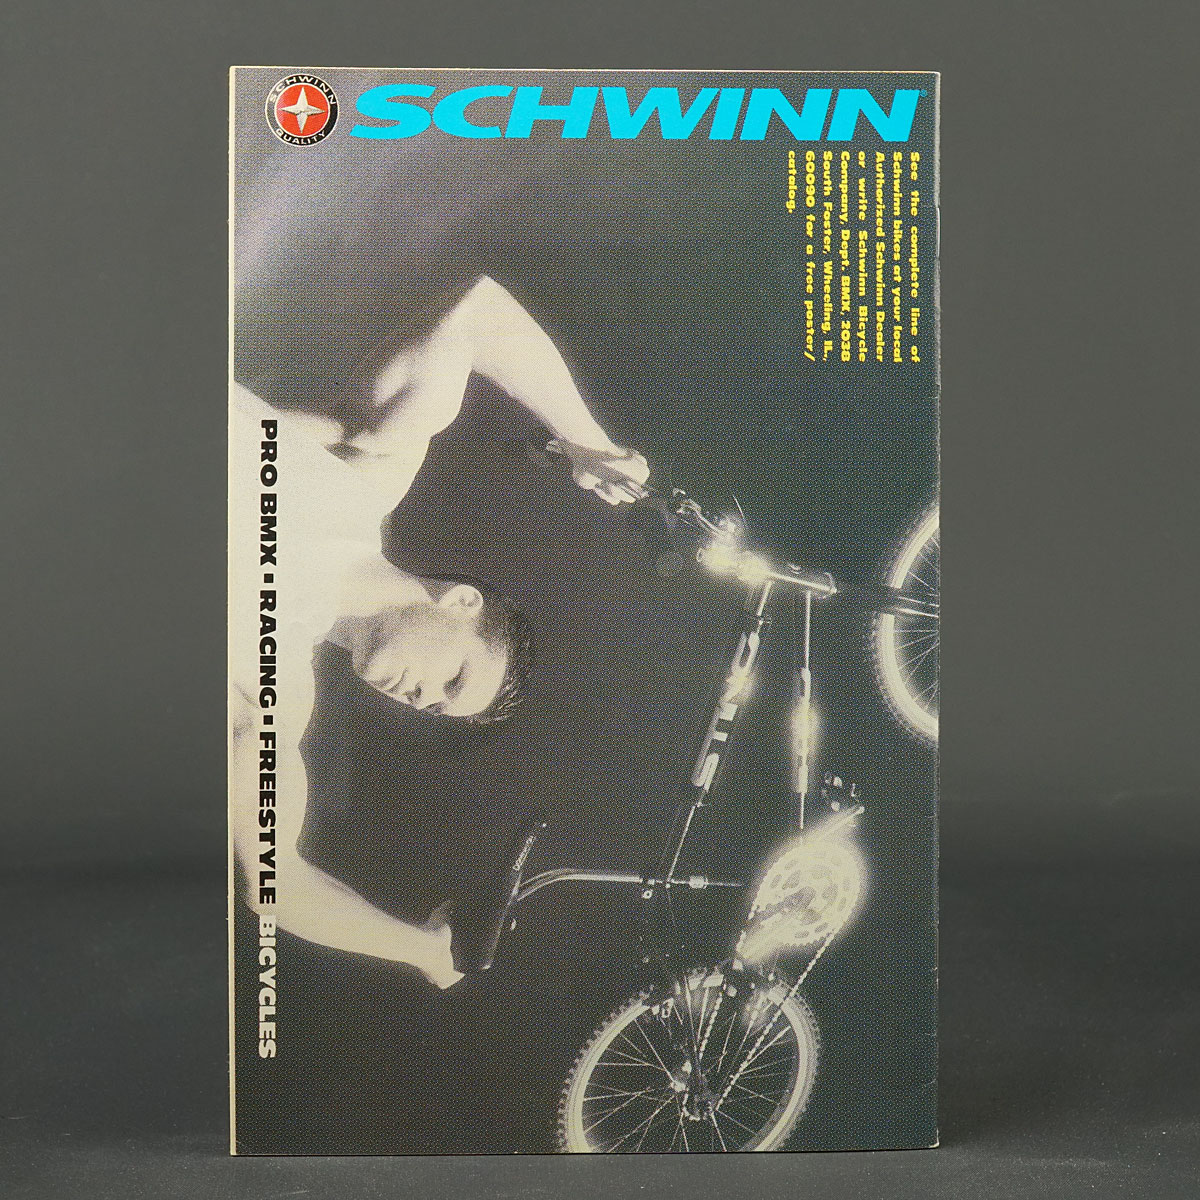 SCHWINN QUALITY
SCHWINN®
See the complete line of
Schwinn bikes at your local
Authorized Schwinn Dealer
or write Schwinn Bicycle
Company, Dept. BMX, 2038
South Foster, Wheeling, IL,
60090 for a free poster/
catalog.
PRO BMX ▪ RACING ▪ FREESTYLE BICYCLES